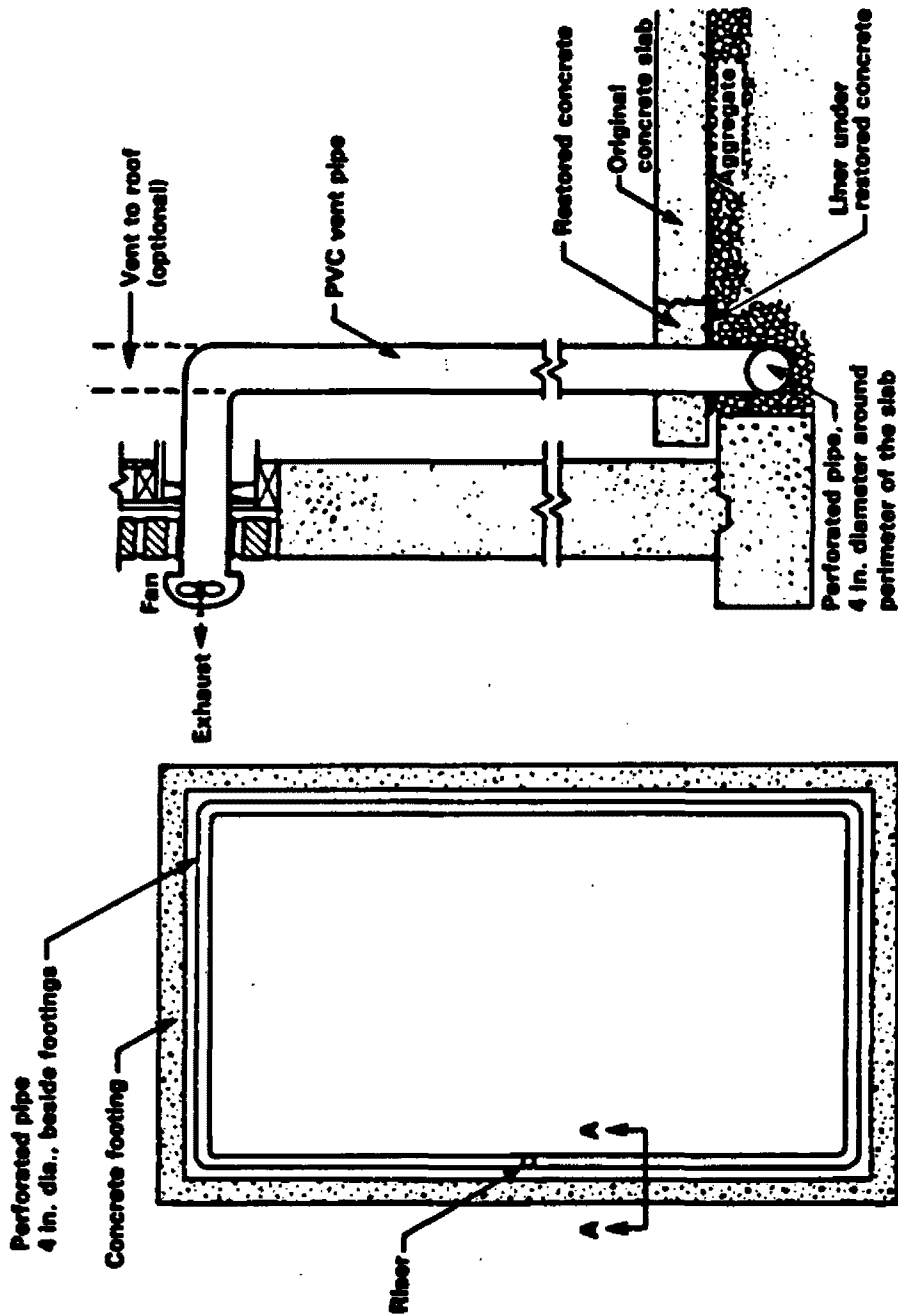 Perforated pipe
4 in. dia., beside footings
Concrete footing
Riser
A
A
Exhaust
Fan
Vent to roof
(optional)
PVC vent pipe
Restored concrete
Original
concrete slab
Aggregate
Liner under
restored concrete
Perforated pipe,
4 in. diameter around
perimeter of the slab